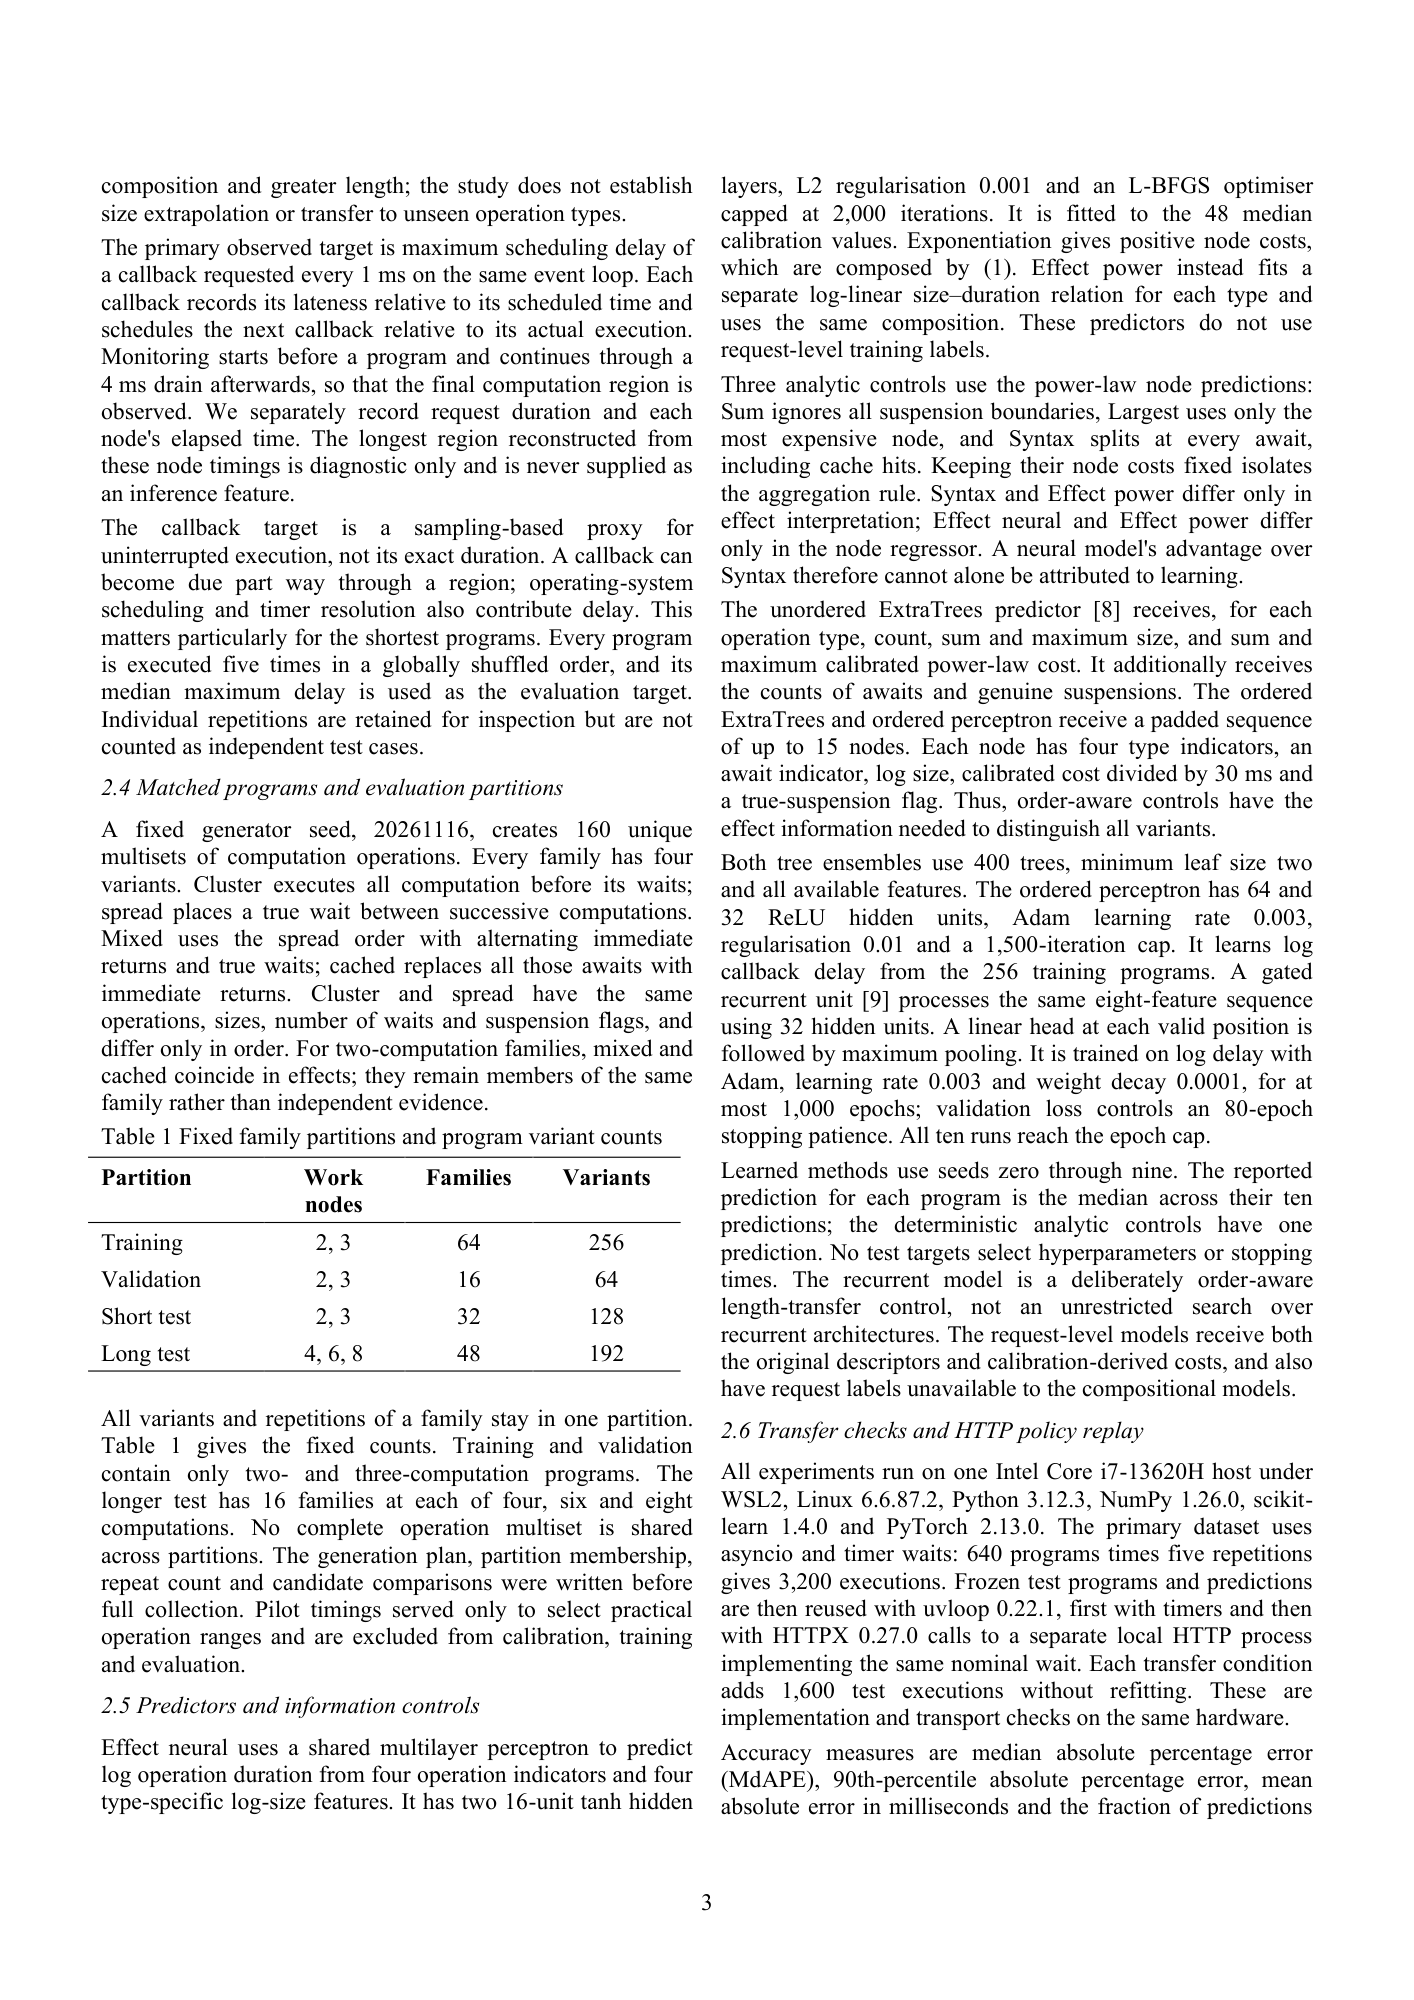 composition and greater length; the study does not establish
size extrapolation or transfer to unseen operation types.
The primary observed target is maximum scheduling delay of
a callback requested every 1 ms on the same event loop. Each
callback records its lateness relative to its scheduled time and
schedules the next callback relative to its actual execution.
Monitoring starts before a program and continues through a
4 ms drain afterwards, so that the final computation region is
observed. We separately record request duration and each
node's elapsed time. The longest region reconstructed from
these node timings is diagnostic only and is never supplied as
an inference feature.
The callback target is a sampling-based proxy for
uninterrupted execution, not its exact duration. A callback can
become due part way through a region; operating-system
scheduling and timer resolution also contribute delay. This
matters particularly for the shortest programs. Every program
is executed five times in a globally shuffled order, and its
median maximum delay is used as the evaluation target.
Individual repetitions are retained for inspection but are not
counted as independent test cases.
2.4 Matched programs and evaluation partitions
A fixed generator seed, 20261116, creates 160 unique
multisets of computation operations. Every family has four
variants. Cluster executes all computation before its waits;
spread places a true wait between successive computations.
Mixed uses the spread order with alternating immediate
returns and true waits; cached replaces all those awaits with
immediate returns. Cluster and spread have the same
operations, sizes, number of waits and suspension flags, and
differ only in order. For two-computation families, mixed and
cached coincide in effects; they remain members of the same
family rather than independent evidence.
Table 1 Fixed family partitions and program variant counts
Partition Work nodes Families Variants
Training 2, 3 64 256
Validation 2, 3 16 64
Short test 2, 3 32 128
Long test 4, 6, 8 48 192
All variants and repetitions of a family stay in one partition.
Table 1 gives the fixed counts. Training and validation
contain only two- and three-computation programs. The
longer test has 16 families at each of four, six and eight
computations. No complete operation multiset is shared
across partitions. The generation plan, partition membership,
repeat count and candidate comparisons were written before
full collection. Pilot timings served only to select practical
operation ranges and are excluded from calibration, training
and evaluation.
2.5 Predictors and information controls
Effect neural uses a shared multilayer perceptron to predict
log operation duration from four operation indicators and four
type-specific log-size features. It has two 16-unit tanh hidden
layers, L2 regularisation 0.001 and an L-BFGS optimiser
capped at 2,000 iterations. It is fitted to the 48 median
calibration values. Exponentiation gives positive node costs,
which are composed by (1). Effect power instead fits a
separate log-linear size–duration relation for each type and
uses the same composition. These predictors do not use
request-level training labels.
Three analytic controls use the power-law node predictions:
Sum ignores all suspension boundaries, Largest uses only the
most expensive node, and Syntax splits at every await,
including cache hits. Keeping their node costs fixed isolates
the aggregation rule. Syntax and Effect power differ only in
effect interpretation; Effect neural and Effect power differ
only in the node regressor. A neural model's advantage over
Syntax therefore cannot alone be attributed to learning.
The unordered ExtraTrees predictor [8] receives, for each
operation type, count, sum and maximum size, and sum and
maximum calibrated power-law cost. It additionally receives
the counts of awaits and genuine suspensions. The ordered
ExtraTrees and ordered perceptron receive a padded sequence
of up to 15 nodes. Each node has four type indicators, an
await indicator, log size, calibrated cost divided by 30 ms and
a true-suspension flag. Thus, order-aware controls have the
effect information needed to distinguish all variants.
Both tree ensembles use 400 trees, minimum leaf size two
and all available features. The ordered perceptron has 64 and
32 ReLU hidden units, Adam learning rate 0.003,
regularisation 0.01 and a 1,500-iteration cap. It learns log
callback delay from the 256 training programs. A gated
recurrent unit [9] processes the same eight-feature sequence
using 32 hidden units. A linear head at each valid position is
followed by maximum pooling. It is trained on log delay with
Adam, learning rate 0.003 and weight decay 0.0001, for at
most 1,000 epochs; validation loss controls an 80-epoch
stopping patience. All ten runs reach the epoch cap.
Learned methods use seeds zero through nine. The reported
prediction for each program is the median across their ten
predictions; the deterministic analytic controls have one
prediction. No test targets select hyperparameters or stopping
times. The recurrent model is a deliberately order-aware
length-transfer control, not an unrestricted search over
recurrent architectures. The request-level models receive both
the original descriptors and calibration-derived costs, and also
have request labels unavailable to the compositional models.
2.6 Transfer checks and HTTP policy replay
All experiments run on one Intel Core i7-13620H host under
WSL2, Linux 6.6.87.2, Python 3.12.3, NumPy 1.26.0, scikit-
learn 1.4.0 and PyTorch 2.13.0. The primary dataset uses
asyncio and timer waits: 640 programs times five repetitions
gives 3,200 executions. Frozen test programs and predictions
are then reused with uvloop 0.22.1, first with timers and then
with HTTPX 0.27.0 calls to a separate local HTTP process
implementing the same nominal wait. Each transfer condition
adds 1,600 test executions without refitting. These are
implementation and transport checks on the same hardware.
Accuracy measures are median absolute percentage error
(MdAPE), 90th-percentile absolute percentage error, mean
absolute error in milliseconds and the fraction of predictions
3